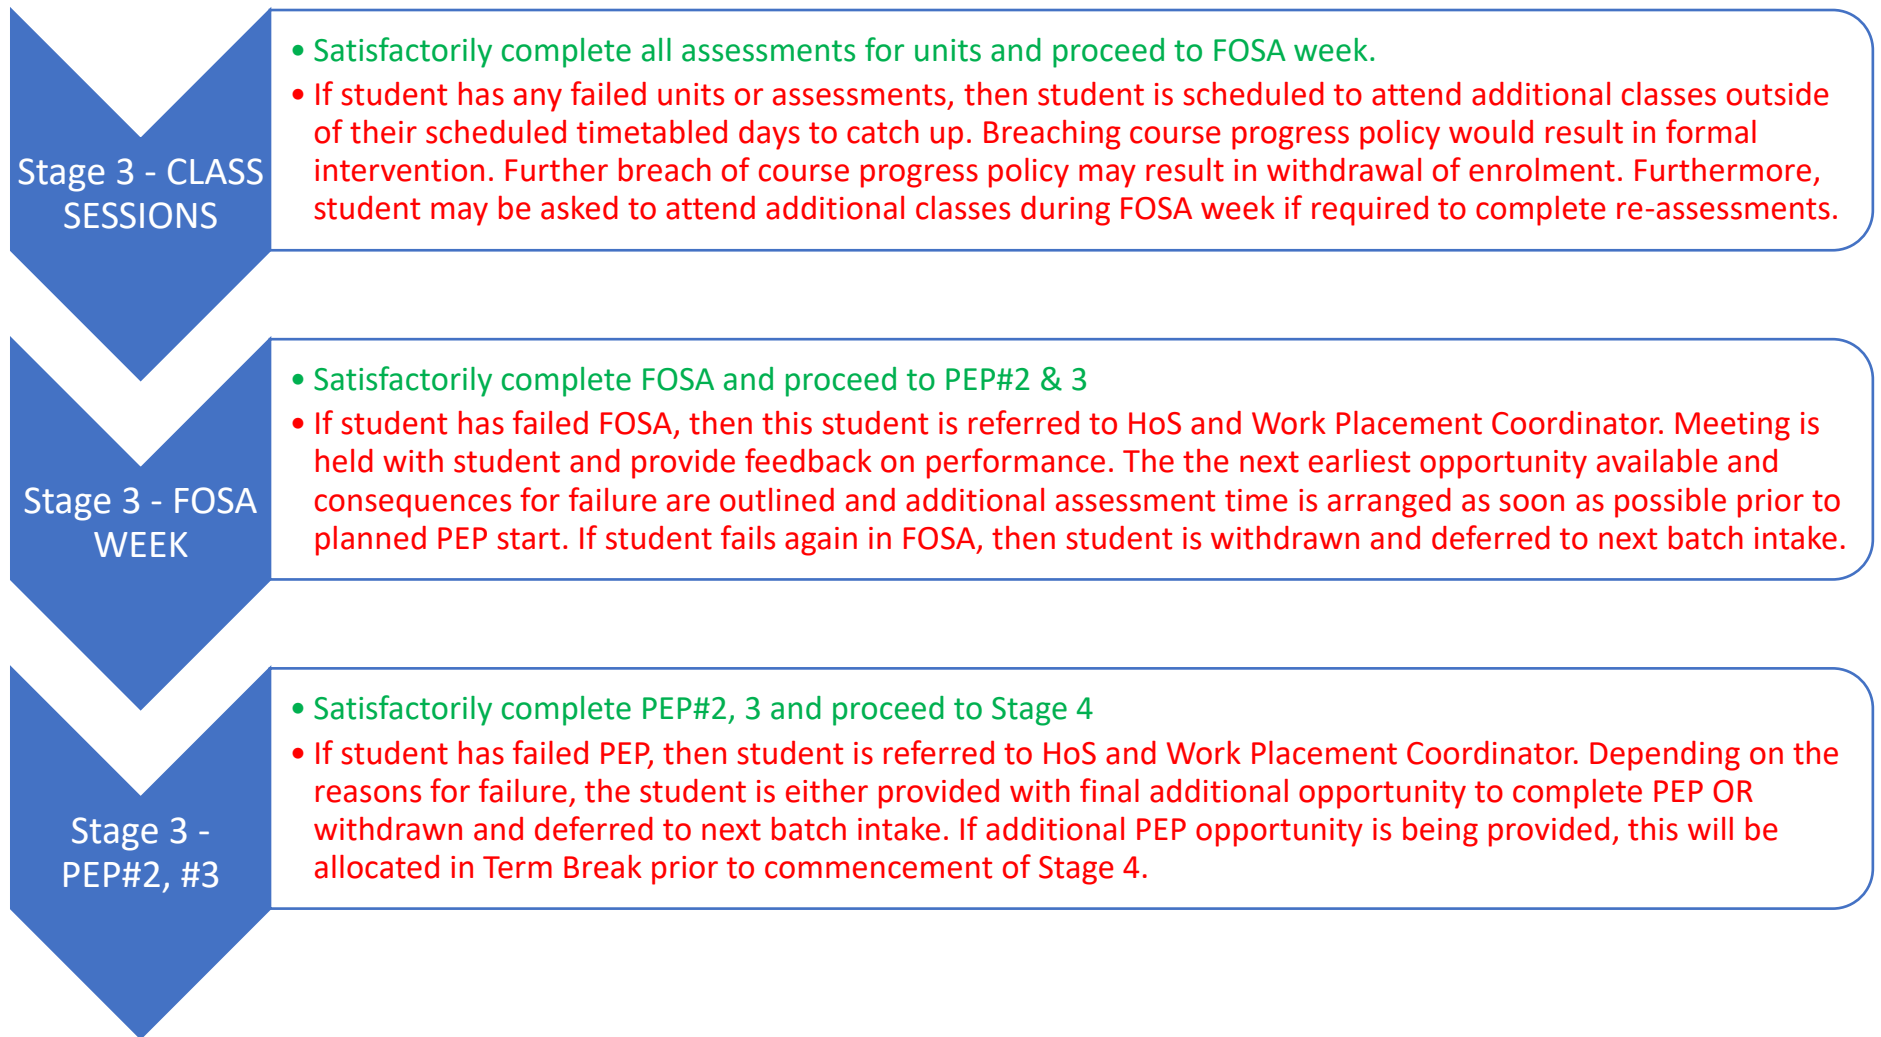 Stage 3 - CLASS
SESSIONS
• Satisfactorily complete all assessments for units and proceed to FOSA week.
• If student has any failed units or assessments, then student is scheduled to attend additional classes outside
of their scheduled timetabled days to catch up. Breaching course progress policy would result in formal
intervention. Further breach of course progress policy may result in withdrawal of enrolment. Furthermore,
student may be asked to attend additional classes during FOSA week if required to complete re-assessments.
Stage 3 - FOSA
WEEK
• Satisfactorily complete FOSA and proceed to PEP#2 & 3
• If student has failed FOSA, then this student is referred to HoS and Work Placement Coordinator. Meeting is
held with student and provide feedback on performance. The the next earliest opportunity available and
consequences for failure are outlined and additional assessment time is arranged as soon as possible prior to
planned PEP start. If student fails again in FOSA, then student is withdrawn and deferred to next batch intake.
Stage 3 -
PEP#2, #3
• Satisfactorily complete PEP#2, 3 and proceed to Stage 4
• If student has failed PEP, then student is referred to HoS and Work Placement Coordinator. Depending on the
reasons for failure, the student is either provided with final additional opportunity to complete PEP OR
withdrawn and deferred to next batch intake. If additional PEP opportunity is being provided, this will be
allocated in Term Break prior to commencement of Stage 4.